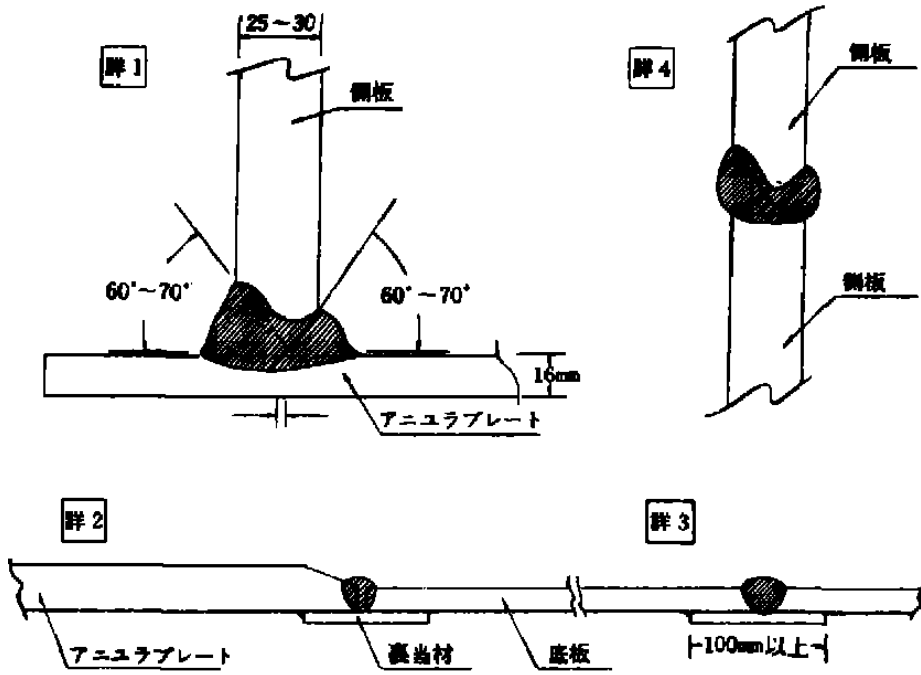 詳1
25~30
側板
60°~70°
60°~70°
16mm
アニユラプレート
詳4
側板
側板
詳2
詳3
アニユラプレート
裏当材
底板
100mm以上